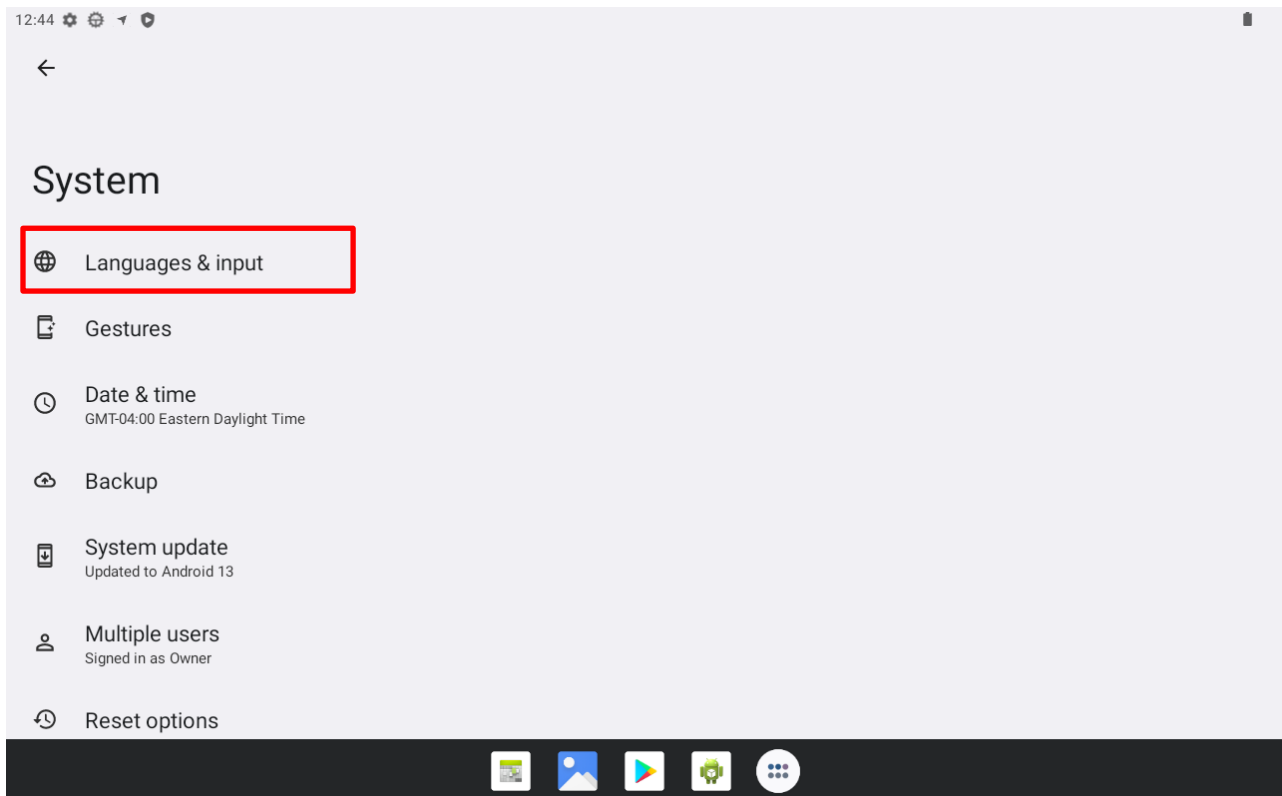 12:44
System
Languages & input
Gestures
Date & time
GMT-04:00 Eastern Daylight Time
Backup
System update
Updated to Android 13
Multiple users
Signed in as Owner
Reset options